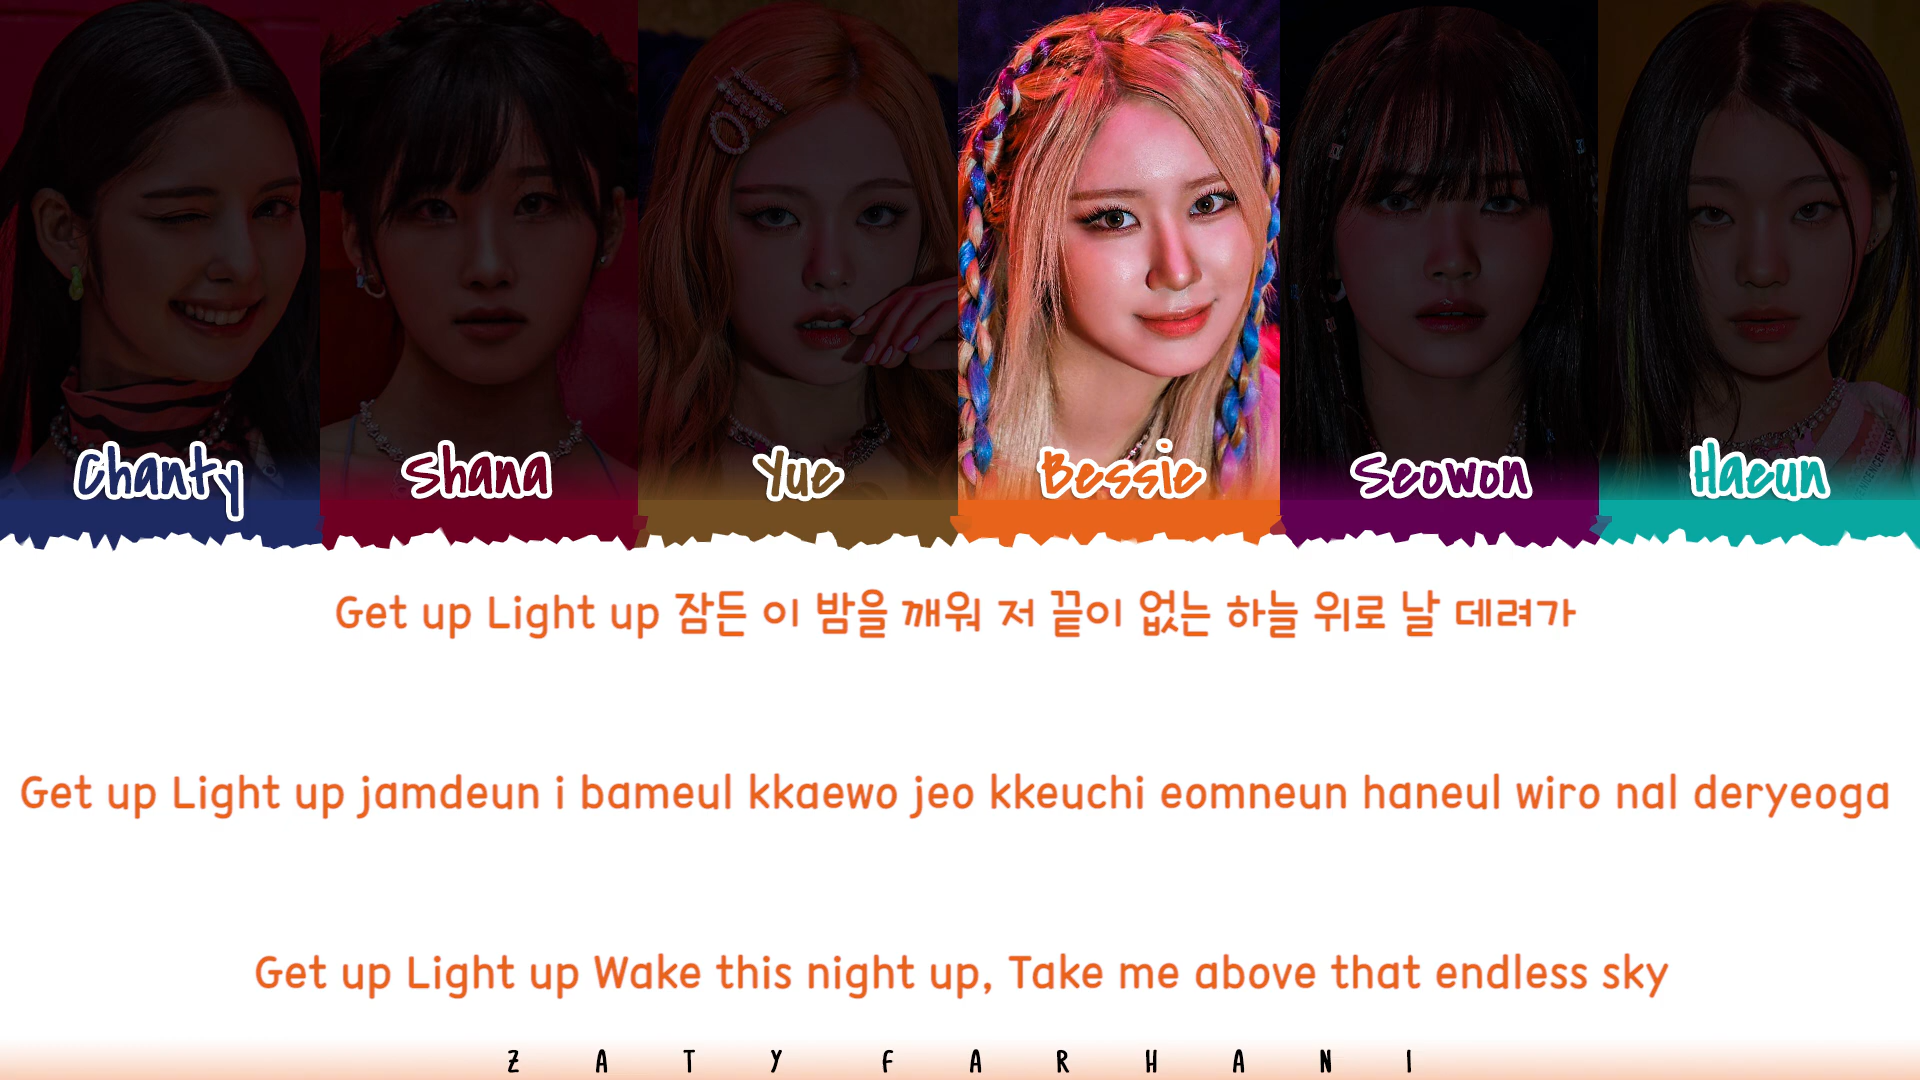 Chanty Shana Yue Bessie Seowon Haeun
Get up Light up 잠든 이 밤을 깨워 저 끝이 없는 하늘 위로 날 데려가
Get up Light up jamdeun i bameul kkaewo jeo kkeuchi eomneun haneul wiro nal deryeoga
Get up Light up Wake this night up, Take me above that endless sky
ZATY FARHANI